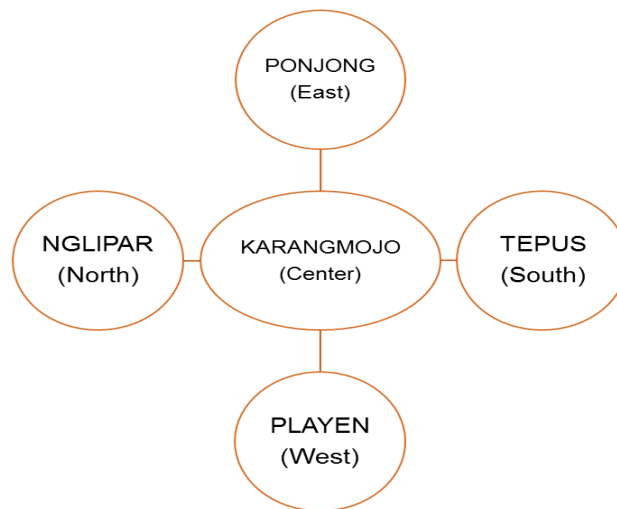 PONJONG
(East)
NGLIPAR
(North)
KARANGMOJO
(Center)
TEPUS
(South)
PLAYEN
(West)